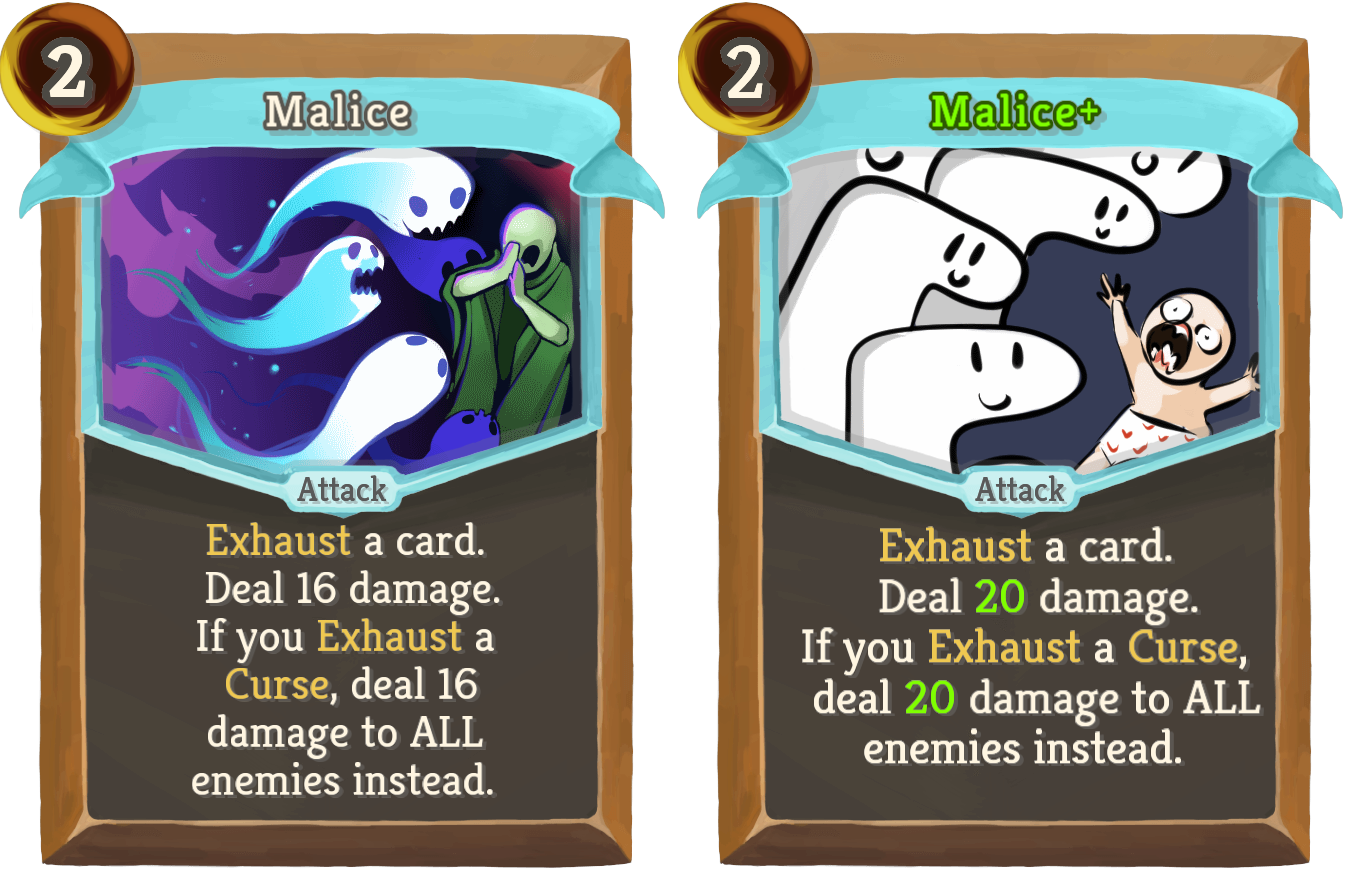 2
Malice
Attack
Exhaust a card.
Deal 16 damage.
If you Exhaust a
Curse, deal 16
damage to ALL
enemies instead.
2
Malice+
Attack
Exhaust a card.
Deal 20 damage.
If you Exhaust a Curse,
deal 20 damage to ALL
enemies instead.